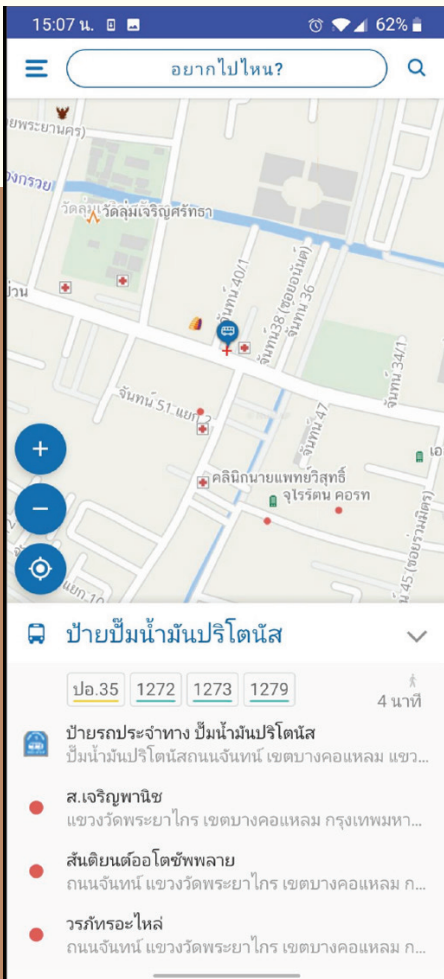 15:07 น.
62%
อยากไปไหน?
วัดลุ่มเจริญศรัทธา
จันทน์ 40/1
จันทน์38 (ซอยอนันต์)
จันทน์ 36
จันทน์ 34/1
จันทน์ 51 แยก 2
จันทน์ 47
คลินิกนายแพทย์วิสุทธิ์
จุไรรัตน คอรท
45 (ซอยร่วมมิตร)
แยก 10
+
−
ป้ายปั๊มน้ำมันปริโตนัส
ปอ.35 1272 1273 1279
4 นาที
ป้ายรถประจำทาง ปั๊มน้ำมันปริโตนัส
ปั๊มน้ำมันปริโตนัสถนนจันทน์ เขตบางคอแหลม แขว...
ส.เจริญพานิช
แขวงวัดพระยาไกร เขตบางคอแหลม กรุงเทพมหา...
สันติยนต์ออโตซัพพลาย
ถนนจันทน์ แขวงวัดพระยาไกร เขตบางคอแหลม ก...
วรภัทรอะไหล่
ถนนจันทน์ แขวงวัดพระยาไกร เขตบางคอแหลม ก...